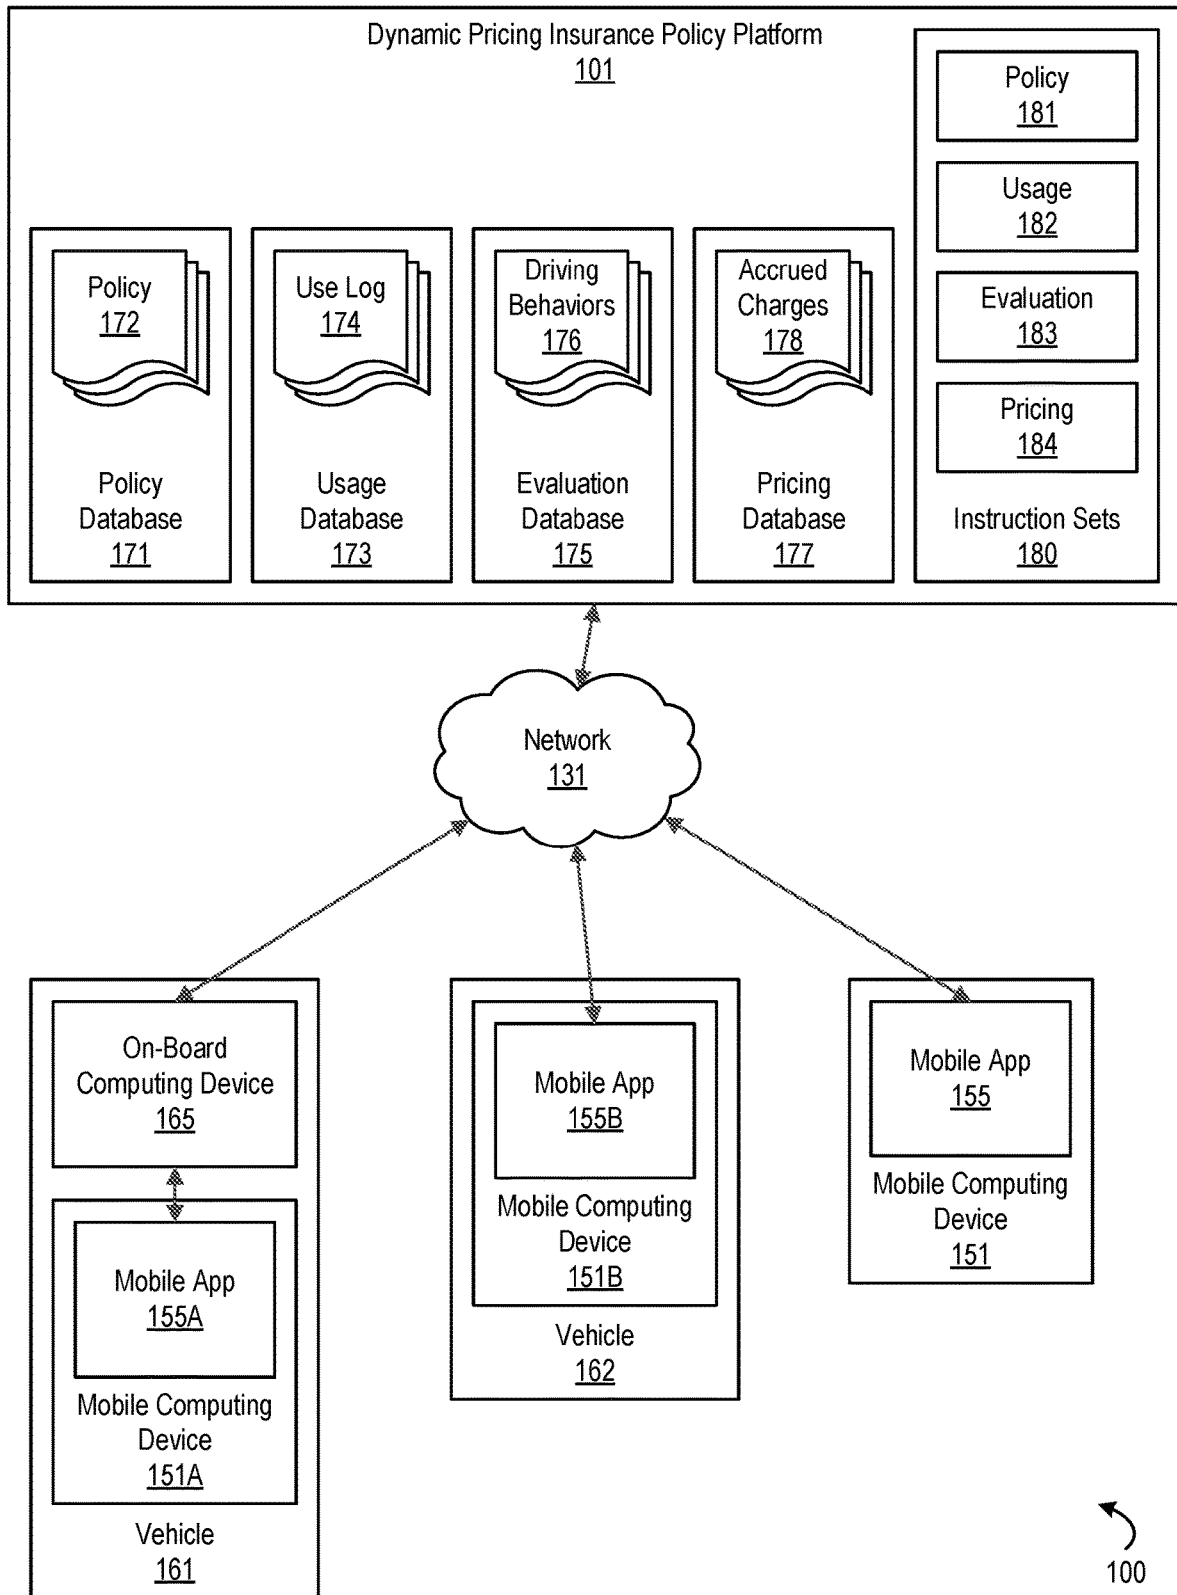 Dynamic Pricing Insurance Policy Platform
101
Policy
172
Policy
Database
171
Use Log
174
Usage
Database
173
Driving
Behaviors
176
Evaluation
Database
175
Accrued
Charges
178
Pricing
Database
177
Policy
181
Usage
182
Evaluation
183
Pricing
184
Instruction Sets
180
Network
131
On-Board
Computing Device
165
Mobile App
155A
Mobile Computing
Device
151A
Vehicle
161
Mobile App
155B
Mobile Computing
Device
151B
Vehicle
162
Mobile App
155
Mobile Computing
Device
151
100